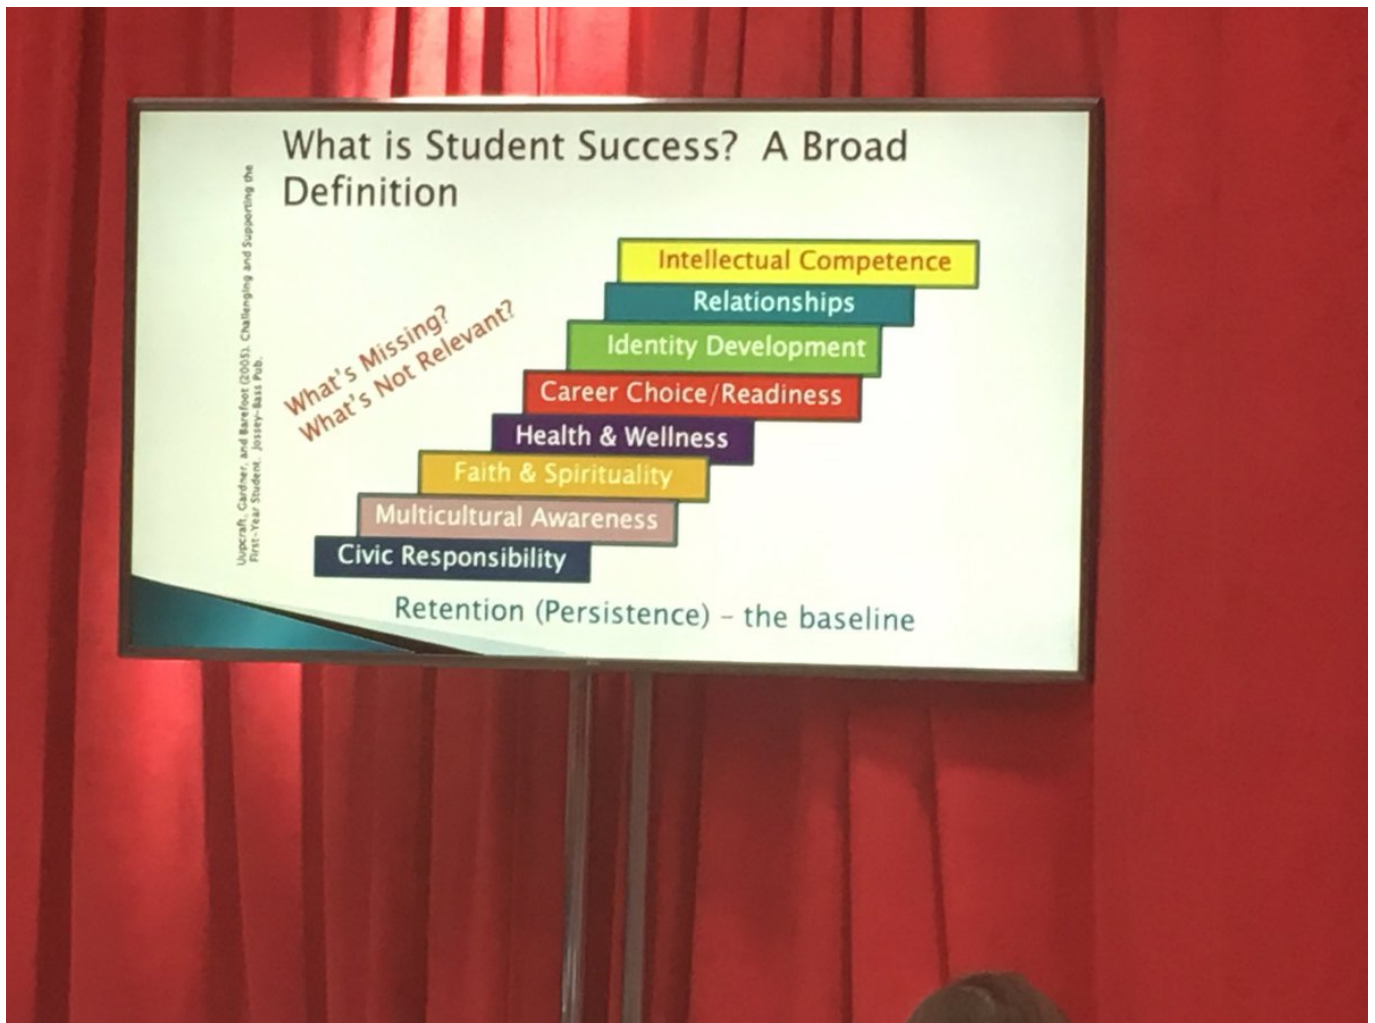 What is Student Success?  A Broad
Definition
Uupcraft, Gardner, and Barefoot (2005). Challenging and Supporting the
First-Year Student. Jossey-Bass Pub.
What's Missing?
What's Not Relevant?
Intellectual Competence
Relationships
Identity Development
Career Choice/Readiness
Health & Wellness
Faith & Spirituality
Multicultural Awareness
Civic Responsibility
Retention (Persistence) – the baseline